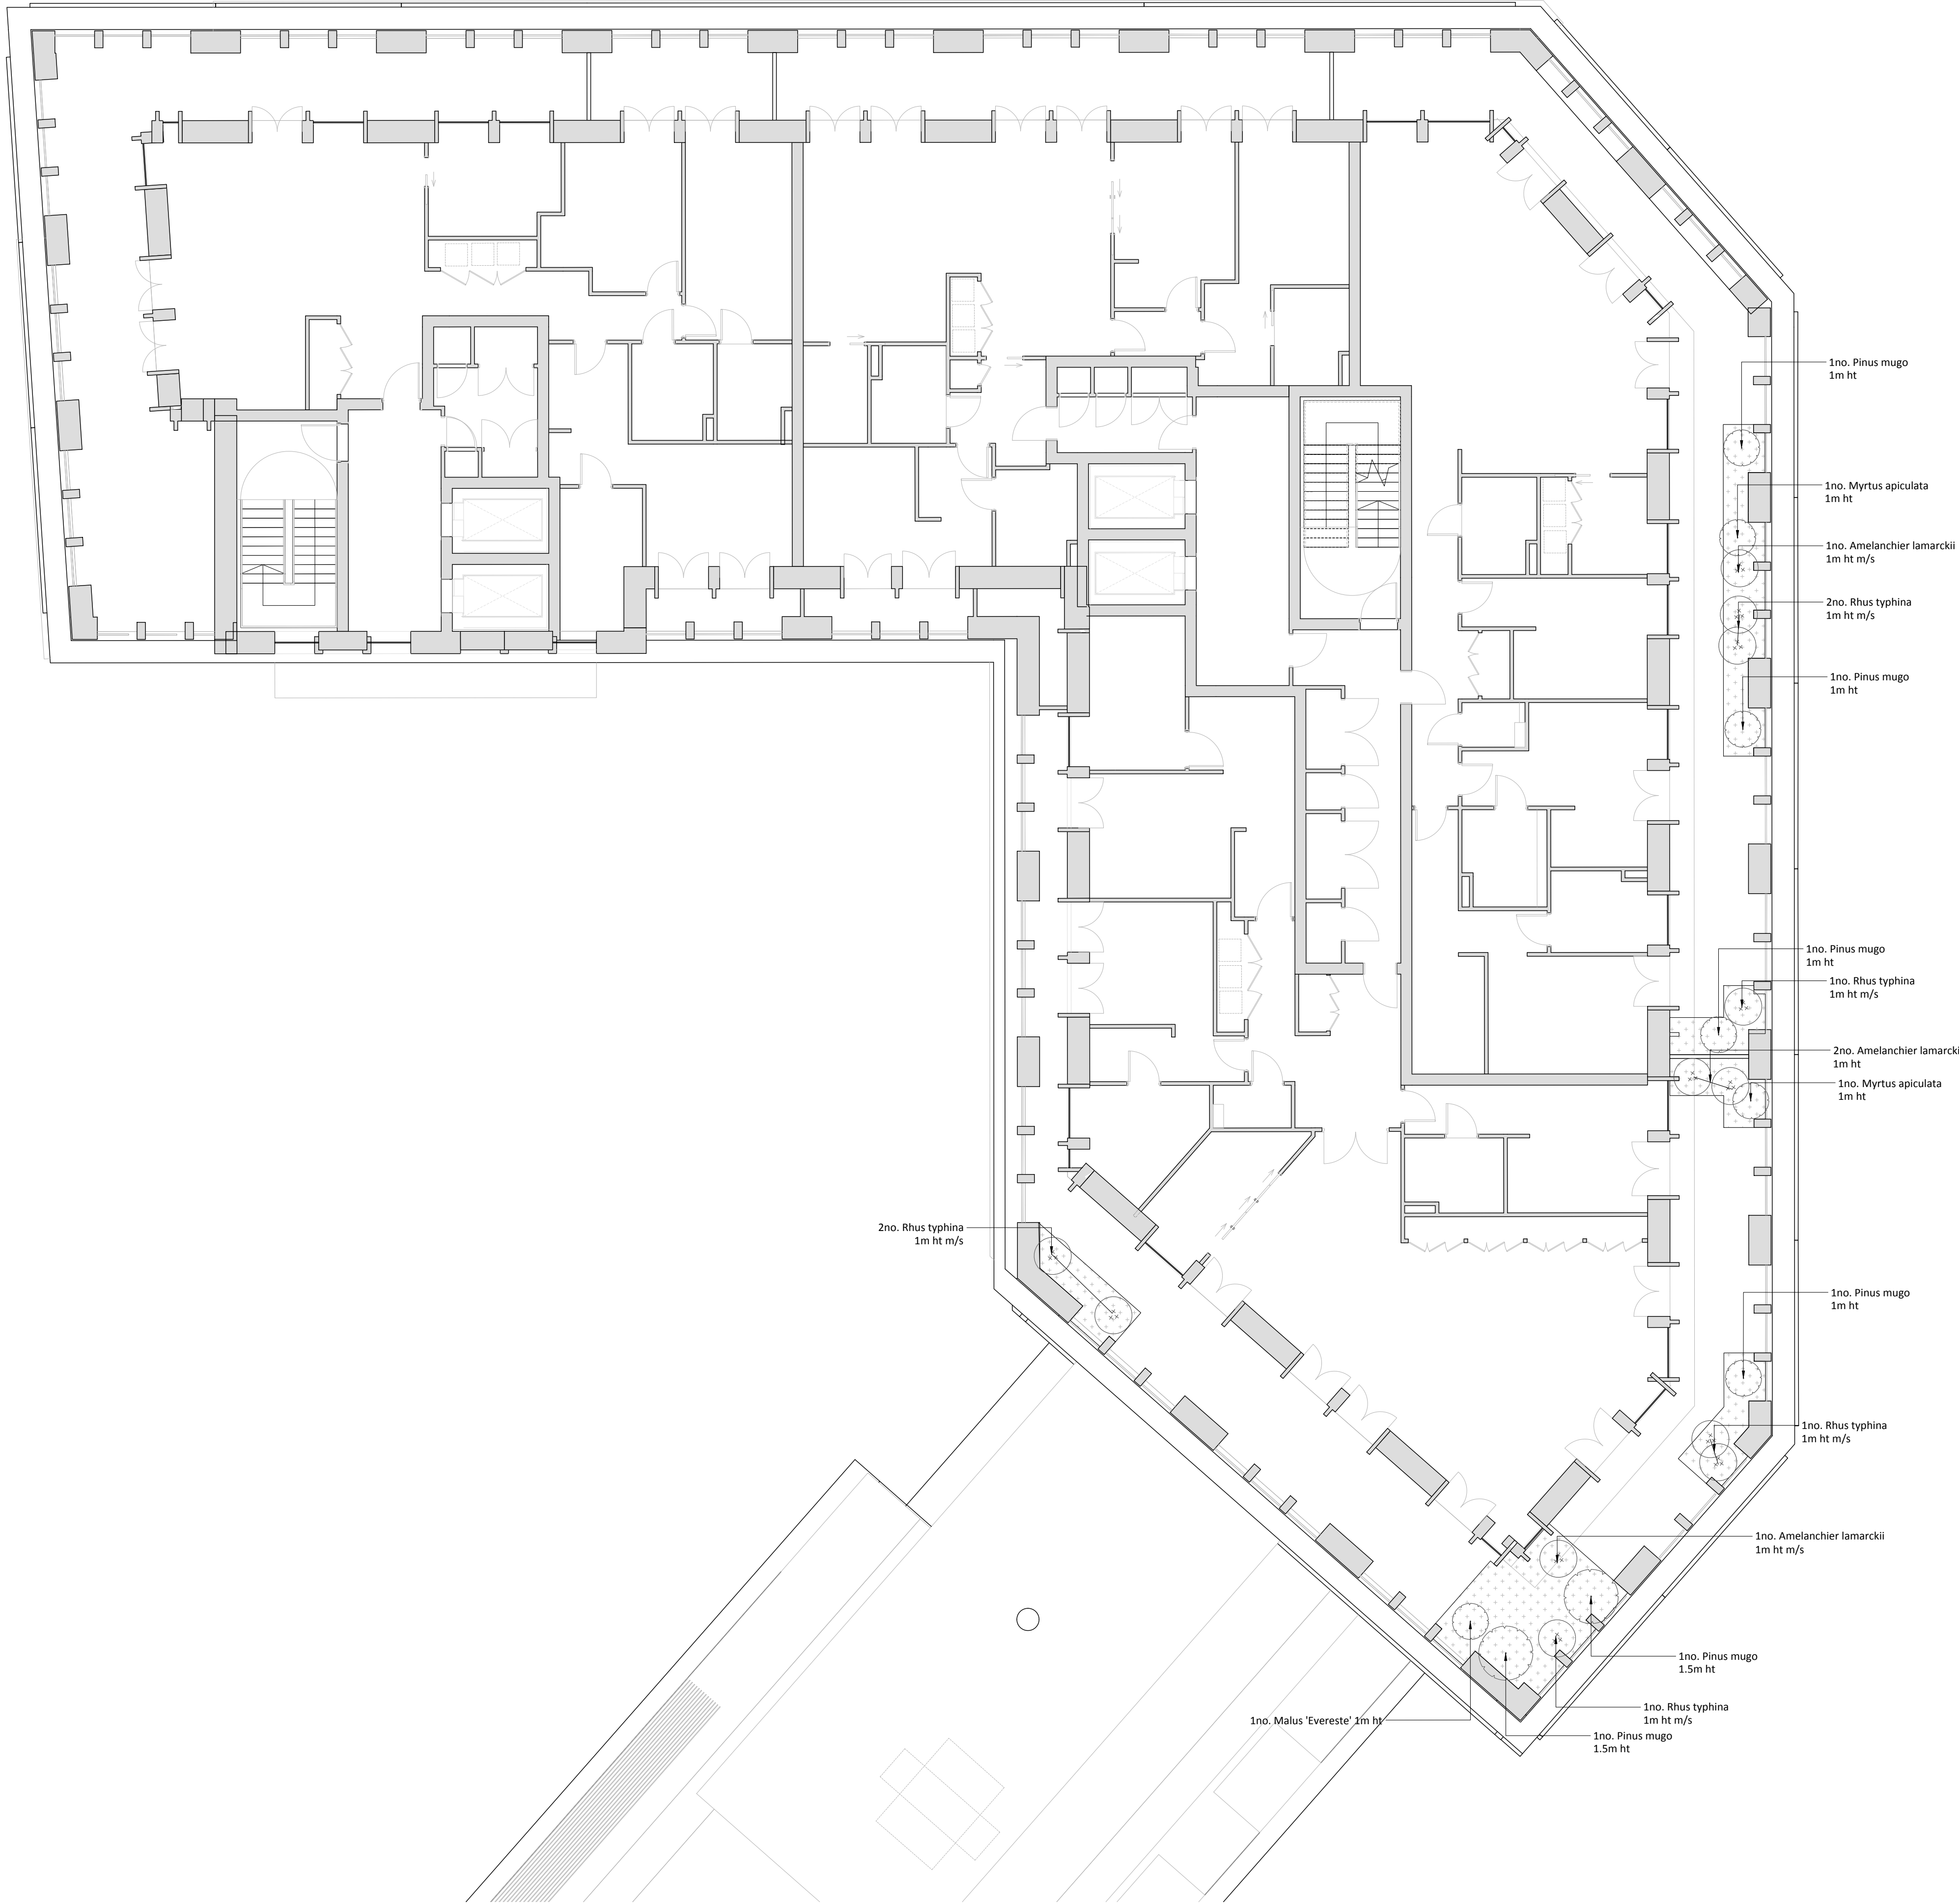 1no. Pinus mugo
1m ht
1no. Myrtus apiculata
1m ht
1no. Amelanchier lamarckii
1m ht m/s
2no. Rhus typhina
1m ht m/s
1no. Pinus mugo
1m ht
1no. Pinus mugo
1m ht
1no. Rhus typhina
1m ht m/s
2no. Amelanchier lamarcki
1m ht
1no. Myrtus apiculata
1m ht
2no. Rhus typhina
1m ht m/s
1no. Pinus mugo
1m ht
1no. Rhus typhina
1m ht m/s
1no. Amelanchier lamarckii
1m ht m/s
1no. Pinus mugo
1.5m ht
1no. Rhus typhina
1m ht m/s
1no. Malus 'Evereste' 1m ht
1no. Pinus mugo
1.5m ht